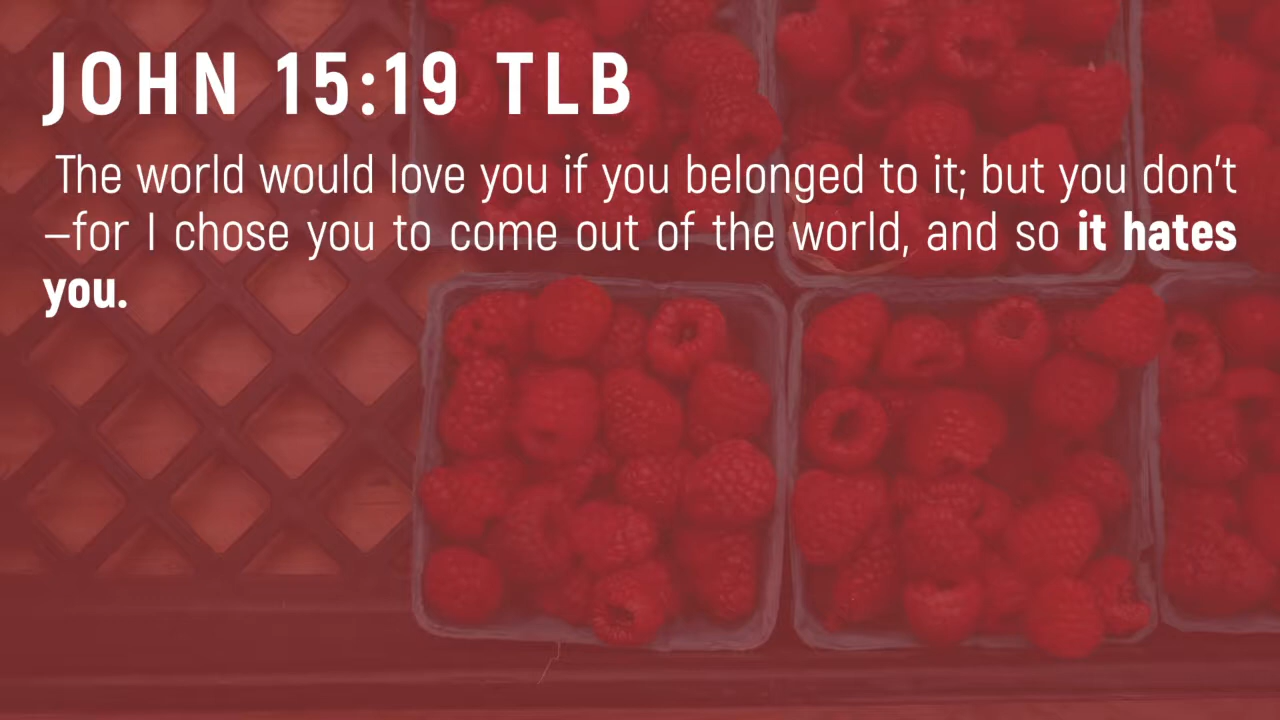 JOHN 15:19 TLB
The world would love you if you belonged to it; but you don’t
–for I chose you to come out of the world, and so it hates
you.